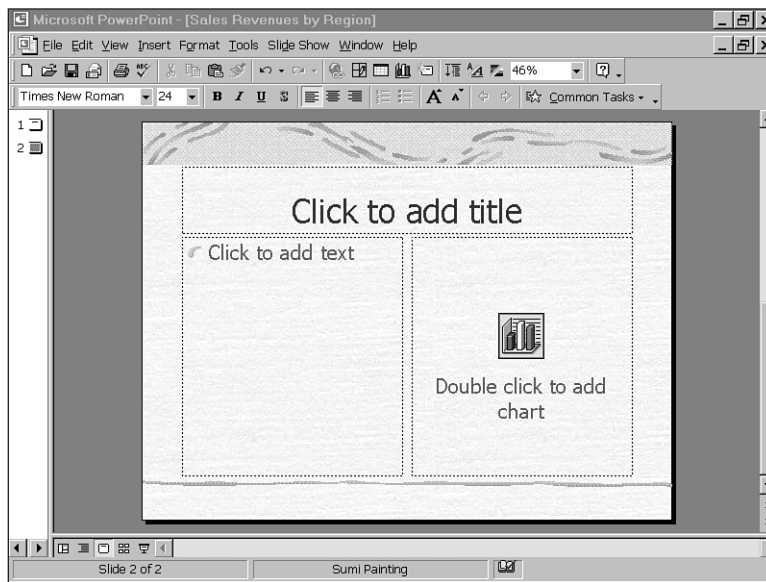 Microsoft PowerPoint - [Sales Revenues by Region]
File Edit View Insert Format Tools Slide Show Window Help
46%
Times New Roman 24 B I U S A A Common Tasks
1
2
Click to add title
Click to add text
Double click to add
chart
Slide 2 of 2 Sumi Painting